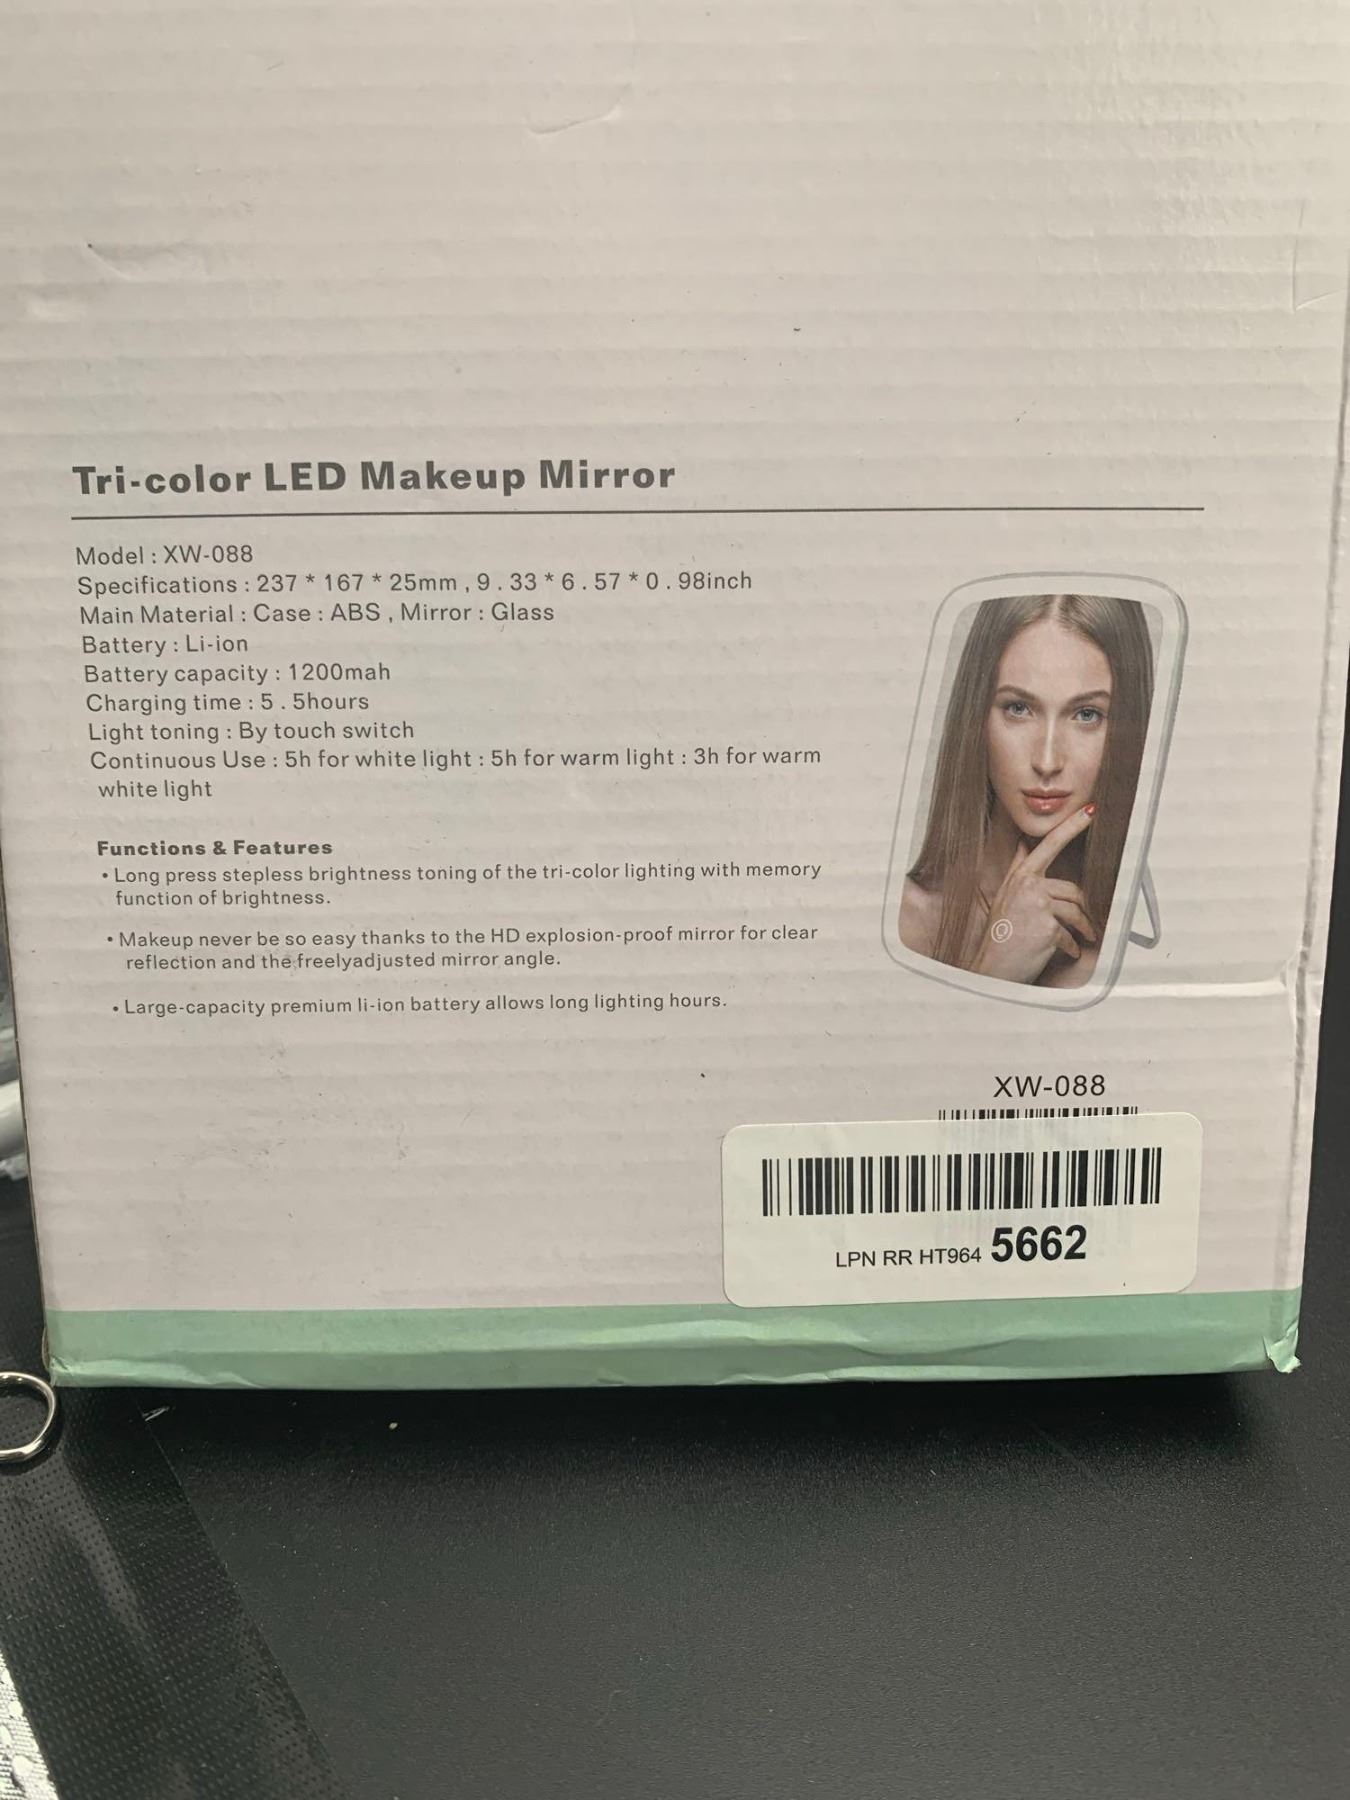 Tri-color LED Makeup Mirror
Model : XW-088
Specifications : 237 * 167 * 25mm , 9 . 33 * 6 . 57 * 0 . 98inch
Main Material : Case : ABS , Mirror : Glass
Battery : Li-ion
Battery capacity : 1200mah
Charging time : 5 . 5hours
Light toning : By touch switch
Continuous Use : 5h for white light : 5h for warm light : 3h for warm
white light
Functions & Features
• Long press stepless brightness toning of the tri-color lighting with memory
function of brightness.
• Makeup never be so easy thanks to the HD explosion-proof mirror for clear
reflection and the freelyadjusted mirror angle.
• Large-capacity premium li-ion battery allows long lighting hours.
XW-088
LPN RR HT964 5662